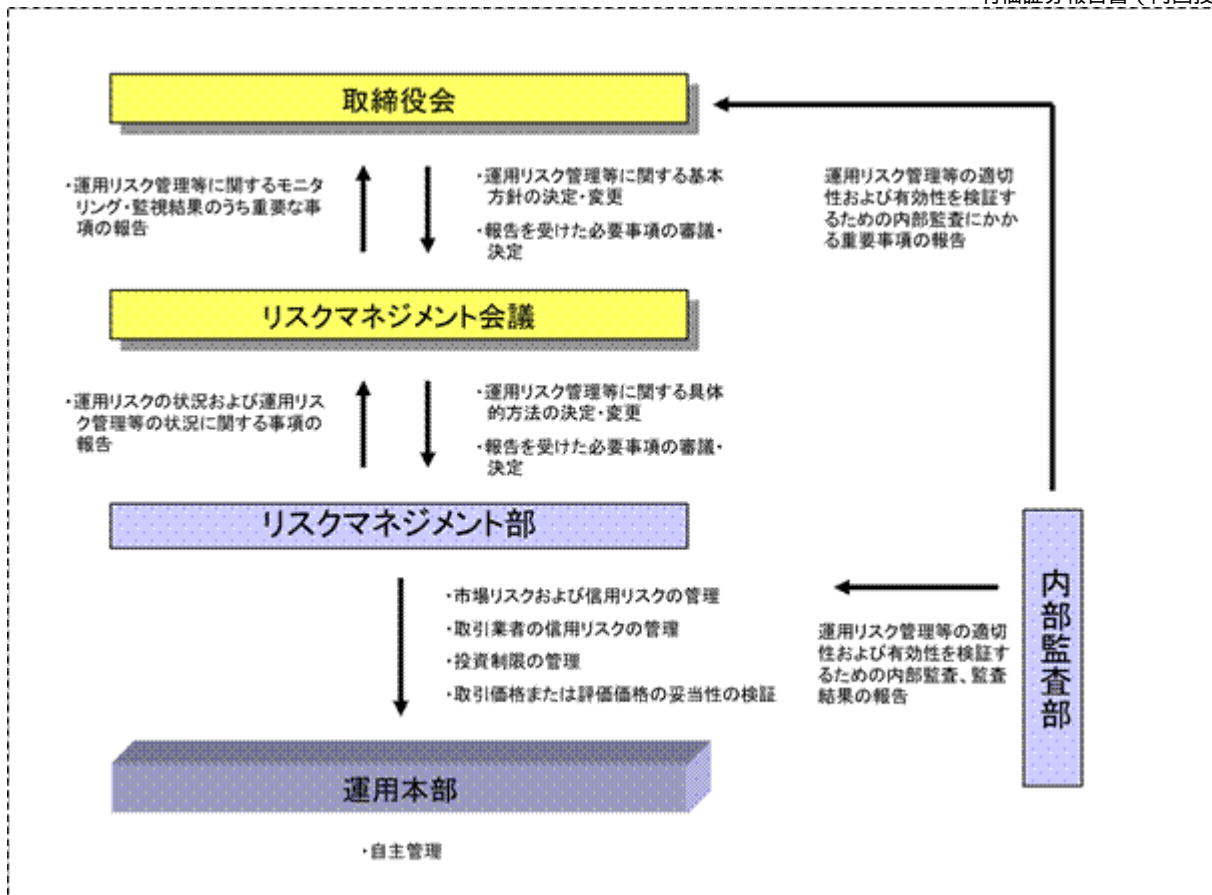 取締役会
・運用リスク管理等に関するモニタ
リング・監視結果のうち重要な事
項の報告
・運用リスク管理等に関する基本
方針の決定・変更
・報告を受けた必要事項の審議・
決定
運用リスク管理等の適切
性および有効性を検証す
るための内部監査にかか
る重要事項の報告
リスクマネジメント会議
・運用リスクの状況および運用リス
ク管理等の状況に関する事項の
報告
・運用リスク管理等に関する具体
的方法の決定・変更
・報告を受けた必要事項の審議・
決定
リスクマネジメント部
・市場リスクおよび信用リスクの管理
・取引業者の信用リスクの管理
・投資制限の管理
・取引価格または評価価格の妥当性の検証
運用リスク管理等の適切
性および有効性を検証す
るための内部監査、監査
結果の報告
内部監査部
運用本部
・自主管理